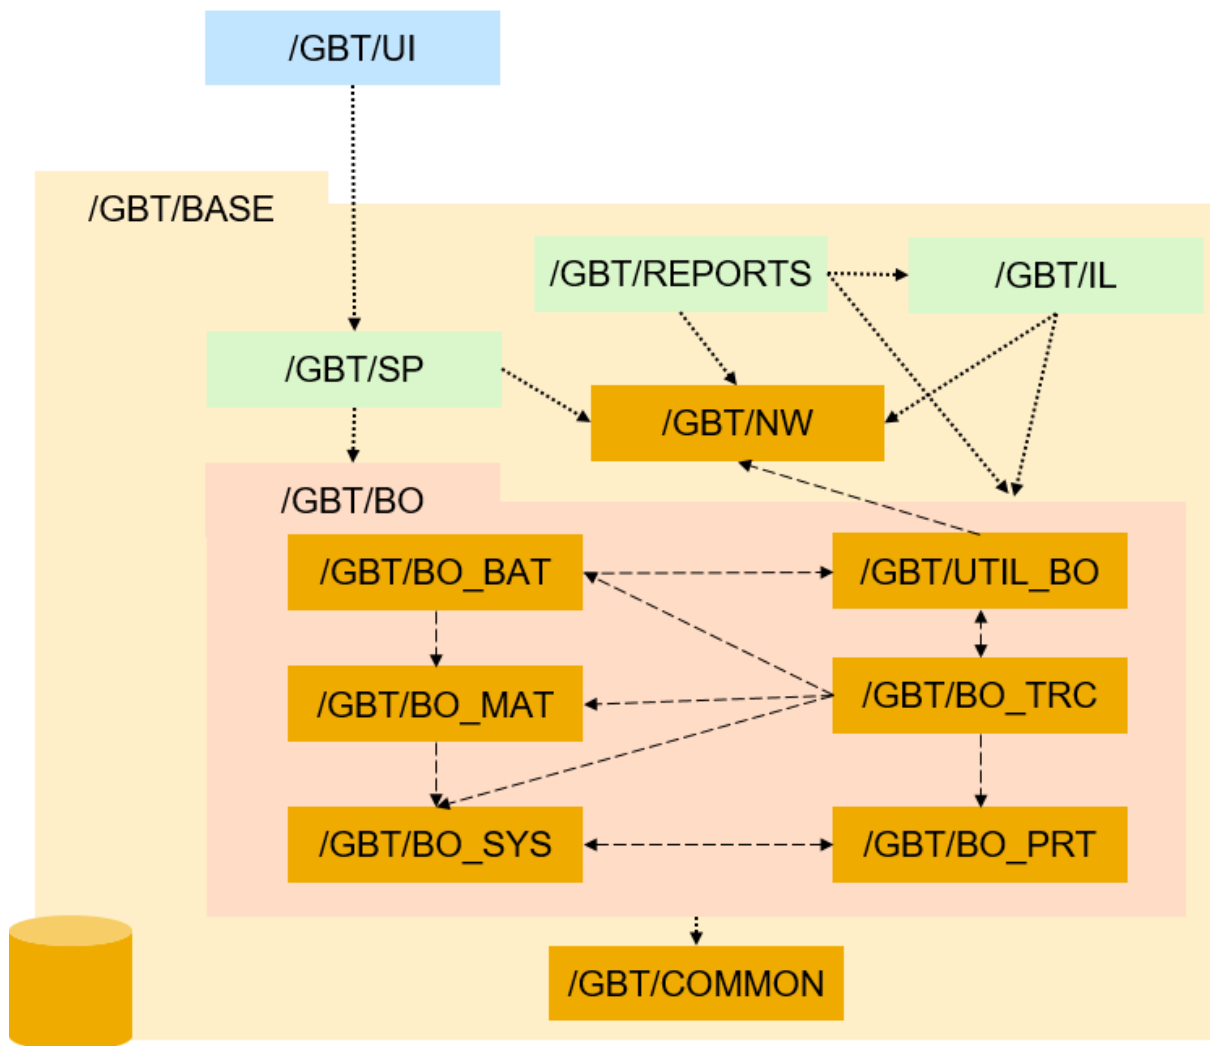 /GBT/UI
/GBT/BASE
/GBT/REPORTS
/GBT/IL
/GBT/SP
/GBT/NW
/GBT/BO
/GBT/BO_BAT
/GBT/UTIL_BO
/GBT/BO_MAT
/GBT/BO_TRC
/GBT/BO_SYS
/GBT/BO_PRT
/GBT/COMMON